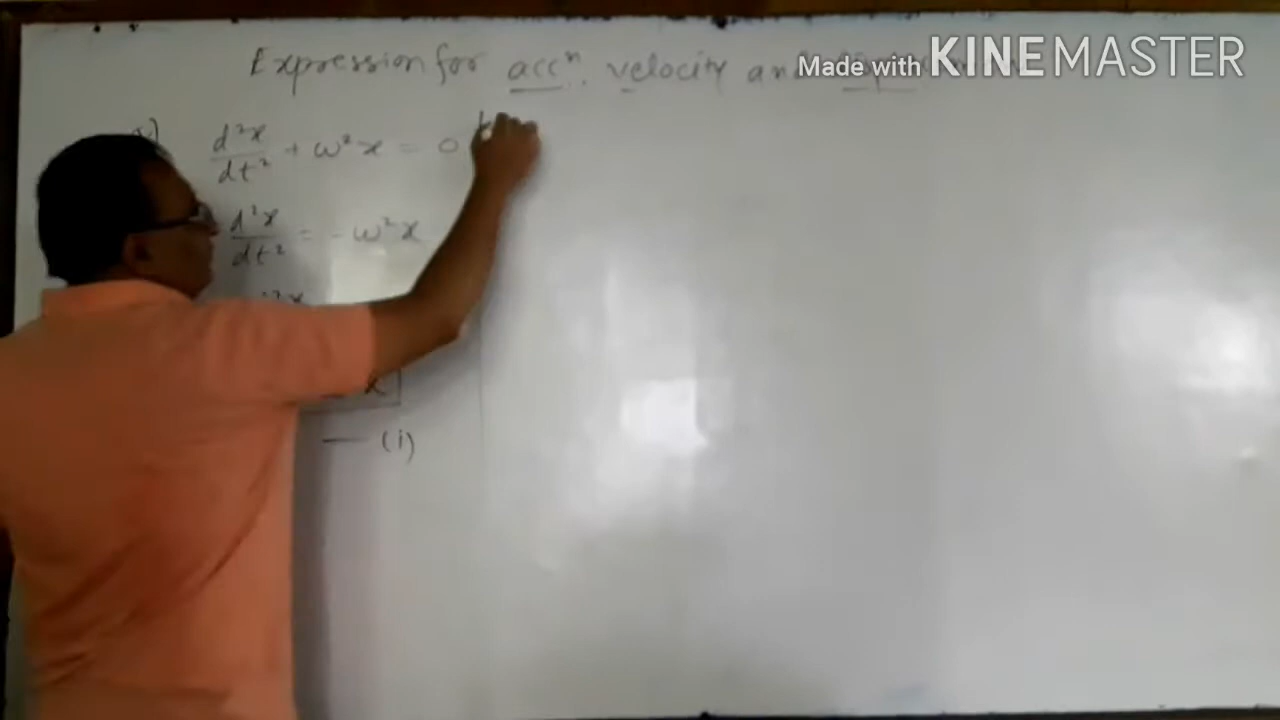 Expression for accⁿ. velocity and
Made with KINEMASTER
d²x/dt² + ω²x = 0
d²x/dt² = - ω²x
x
— (i)